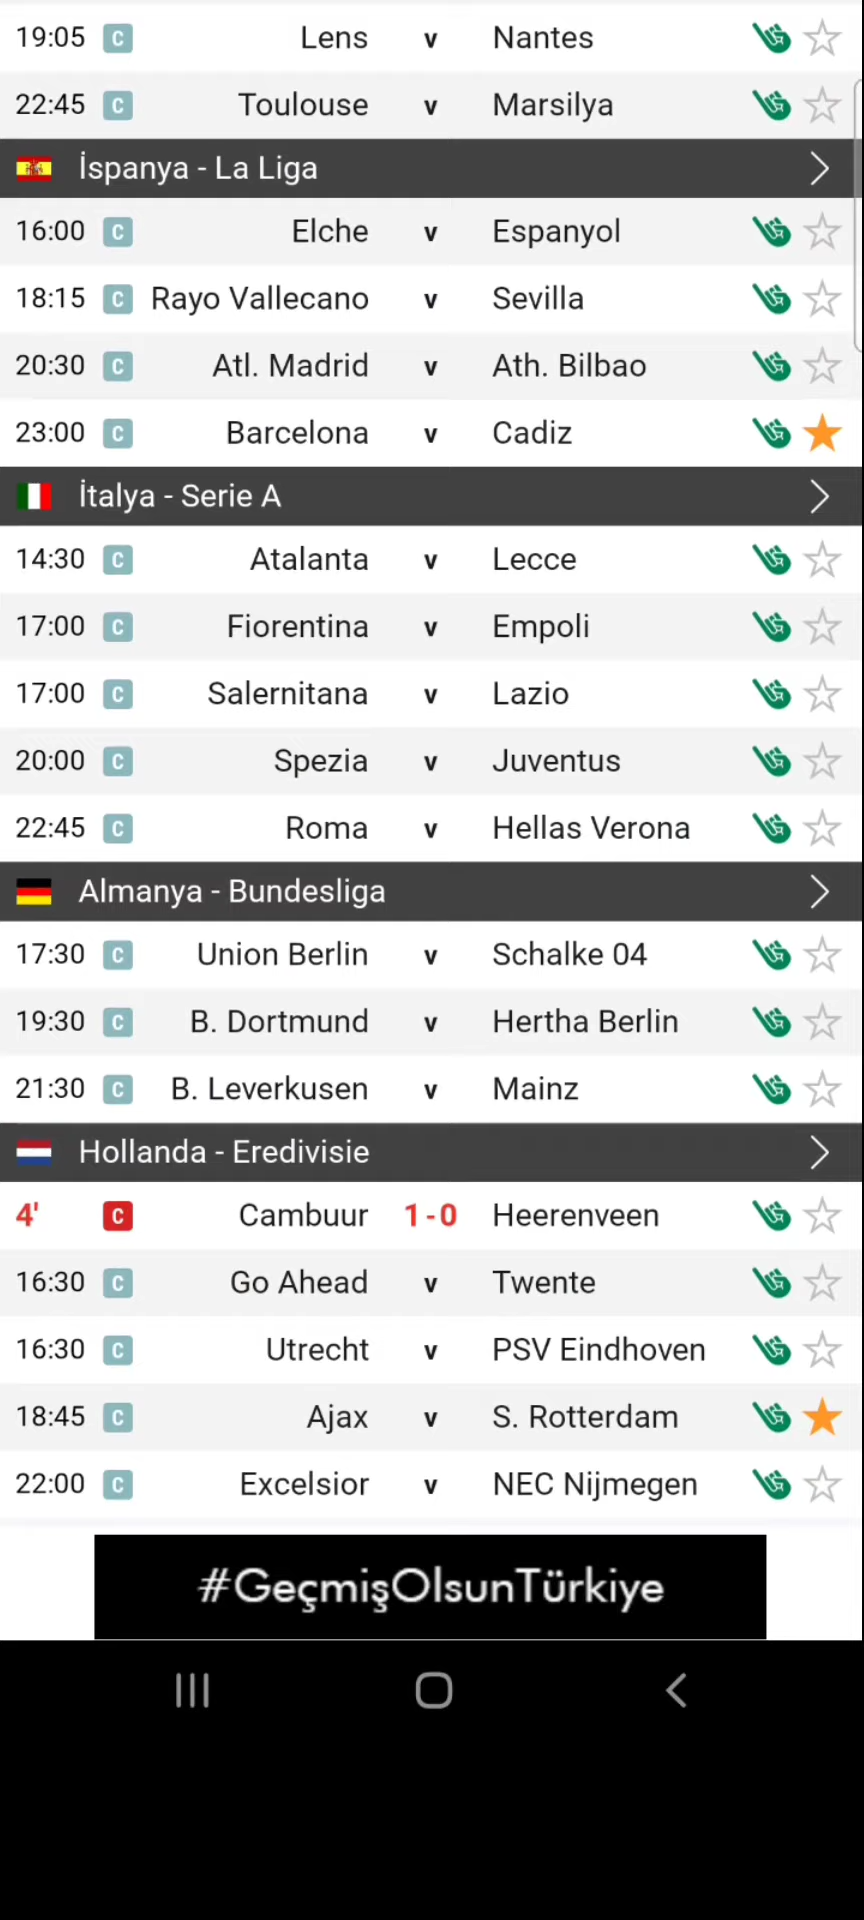 19:05 C Lens v Nantes
22:45 C Toulouse v Marsilya
İspanya - La Liga
16:00 C Elche v Espanyol
18:15 C Rayo Vallecano v Sevilla
20:30 C Atl. Madrid v Ath. Bilbao
23:00 C Barcelona v Cadiz
İtalya - Serie A
14:30 C Atalanta v Lecce
17:00 C Fiorentina v Empoli
17:00 C Salernitana v Lazio
20:00 C Spezia v Juventus
22:45 C Roma v Hellas Verona
Almanya - Bundesliga
17:30 C Union Berlin v Schalke 04
19:30 C B. Dortmund v Hertha Berlin
21:30 C B. Leverkusen v Mainz
Hollanda - Eredivisie
4' C Cambuur 1 - 0 Heerenveen
16:30 C Go Ahead v Twente
16:30 C Utrecht v PSV Eindhoven
18:45 C Ajax v S. Rotterdam
22:00 C Excelsior v NEC Nijmegen
#GeçmişOlsunTürkiye